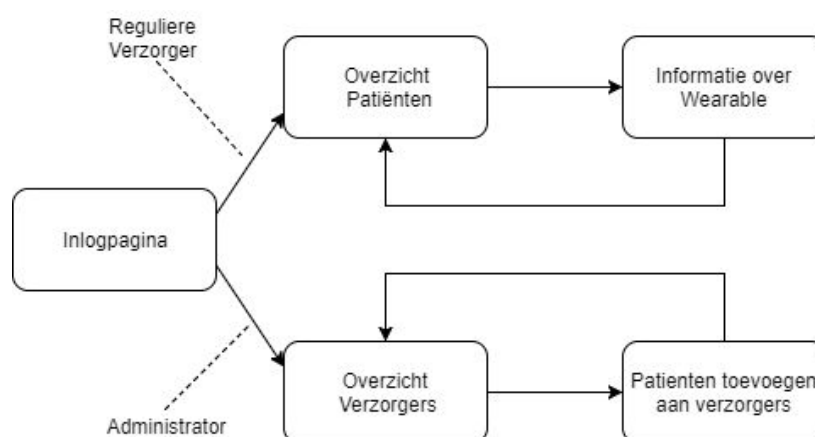 Reguliere
Verzorger
Overzicht
Patiënten
Informatie over
Wearable
Inlogpagina
Overzicht
Verzorgers
Patienten toevoegen
aan verzorgers
Administrator